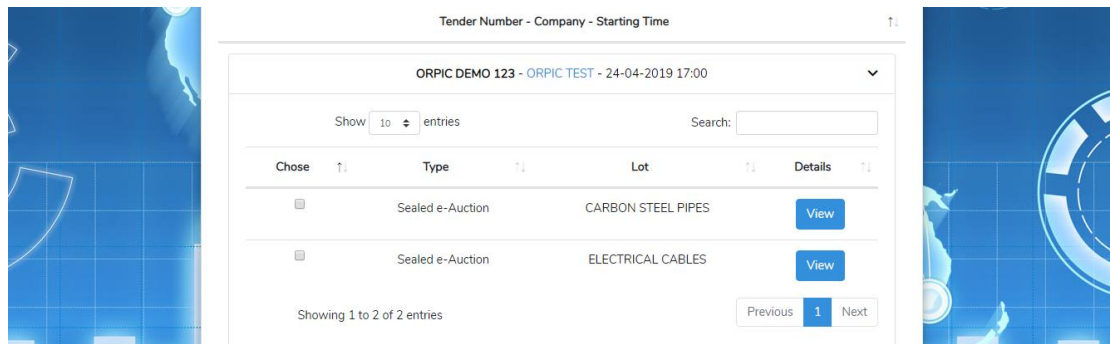 Tender Number - Company - Starting Time
ORPIC DEMO 123 - ORPIC TEST - 24-04-2019 17:00
Show 10 entries Search:
Chose Type Lot Details
Sealed e-Auction CARBON STEEL PIPES View
Sealed e-Auction ELECTRICAL CABLES View
Showing 1 to 2 of 2 entries Previous 1 Next